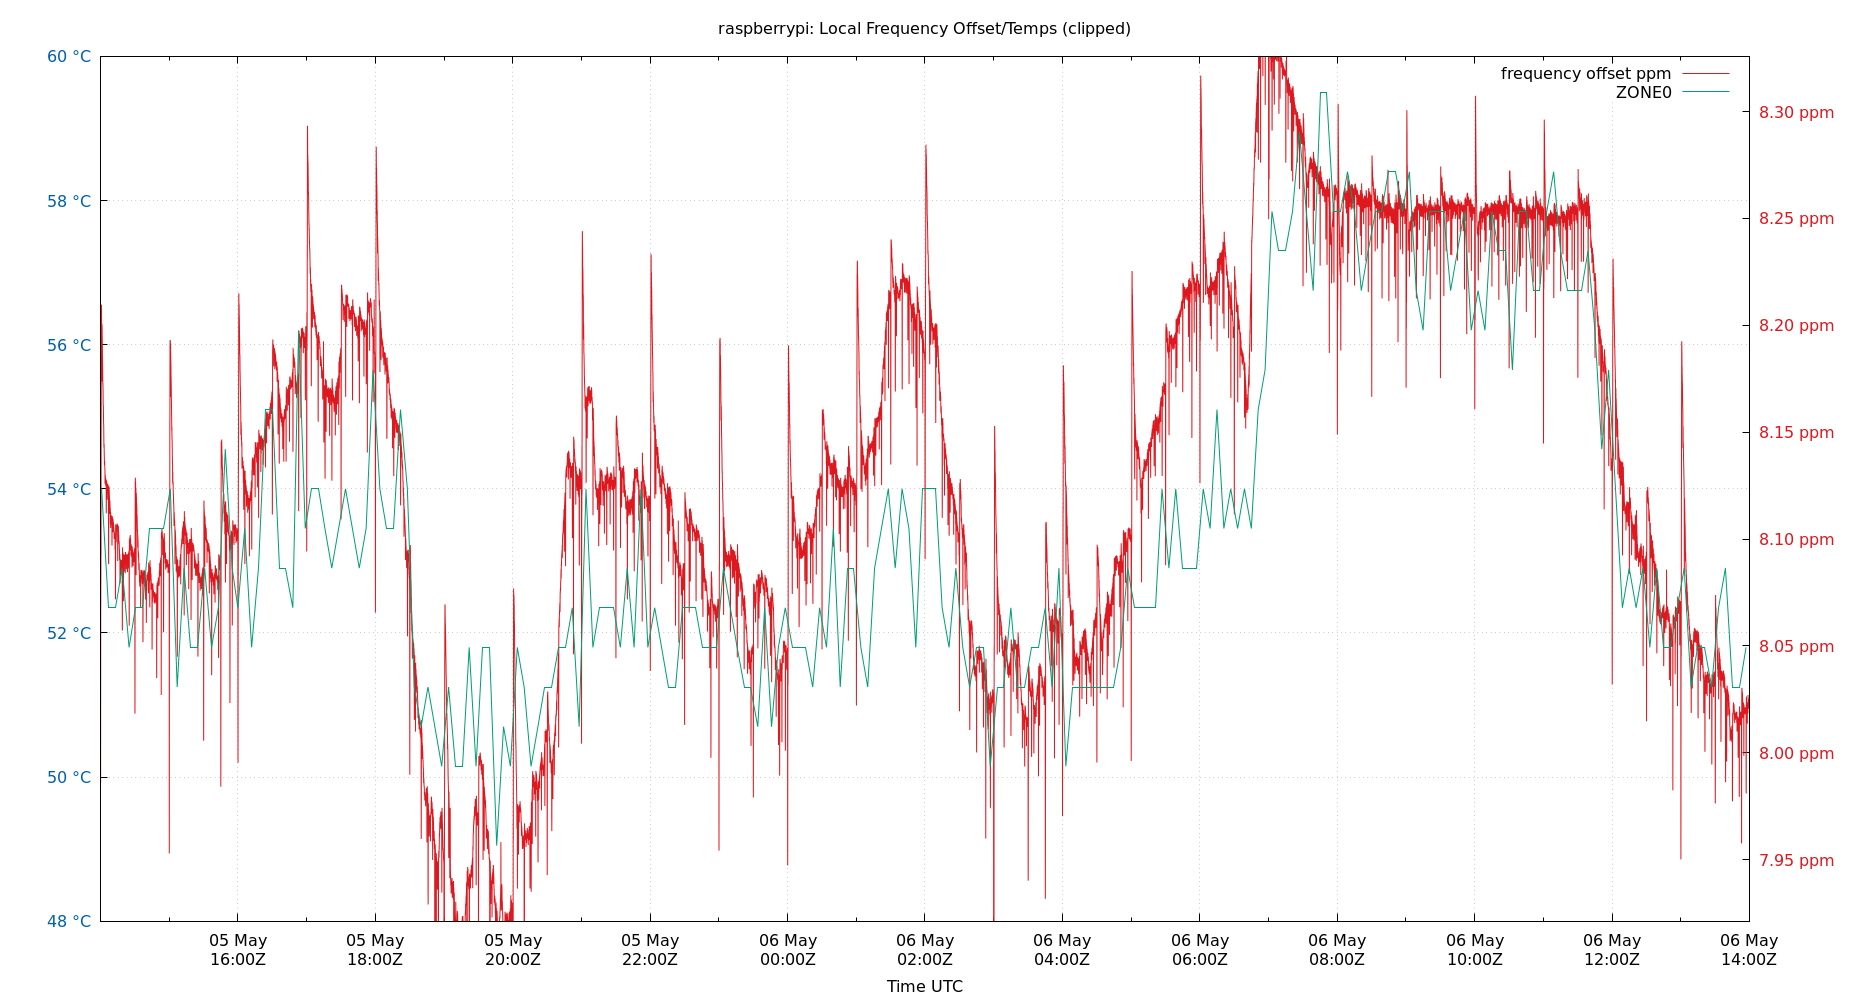 raspberrypi: Local Frequency Offset/Temps (clipped)
60 °C
58 °C
56 °C
54 °C
52 °C
50 °C
48 °C
frequency offset ppm
ZONE0
8.30 ppm
8.25 ppm
8.20 ppm
8.15 ppm
8.10 ppm
8.05 ppm
8.00 ppm
7.95 ppm
05 May
16:00Z
05 May
18:00Z
05 May
20:00Z
05 May
22:00Z
06 May
00:00Z
06 May
02:00Z
06 May
04:00Z
06 May
06:00Z
06 May
08:00Z
06 May
10:00Z
06 May
12:00Z
06 May
14:00Z
Time UTC